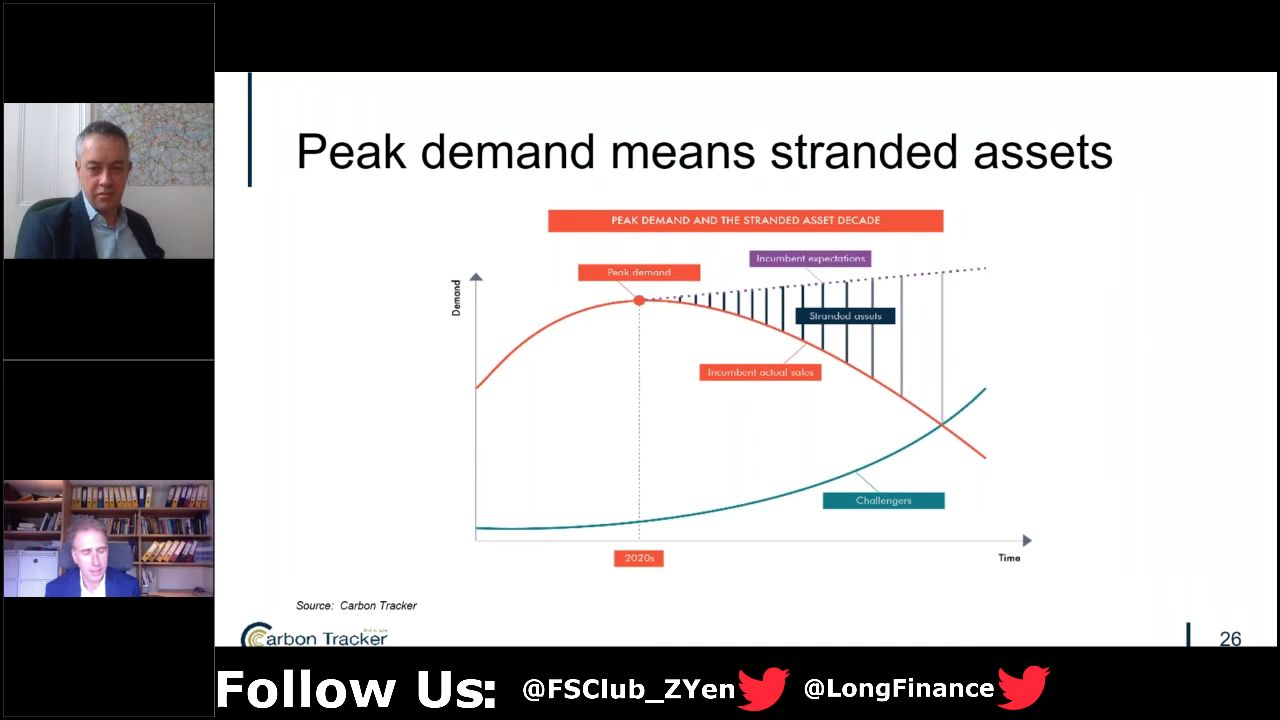 Peak demand means stranded assets
PEAK DEMAND AND THE STRANDED ASSET DECADE
Incumbent expectations
Peak demand
Demand
Stranded assets
Incumbent actual sales
Challengers
2020s
Time
Source: Carbon Tracker
Carbon Tracker
26
Follow Us: @FSClub_ZYen @LongFinance